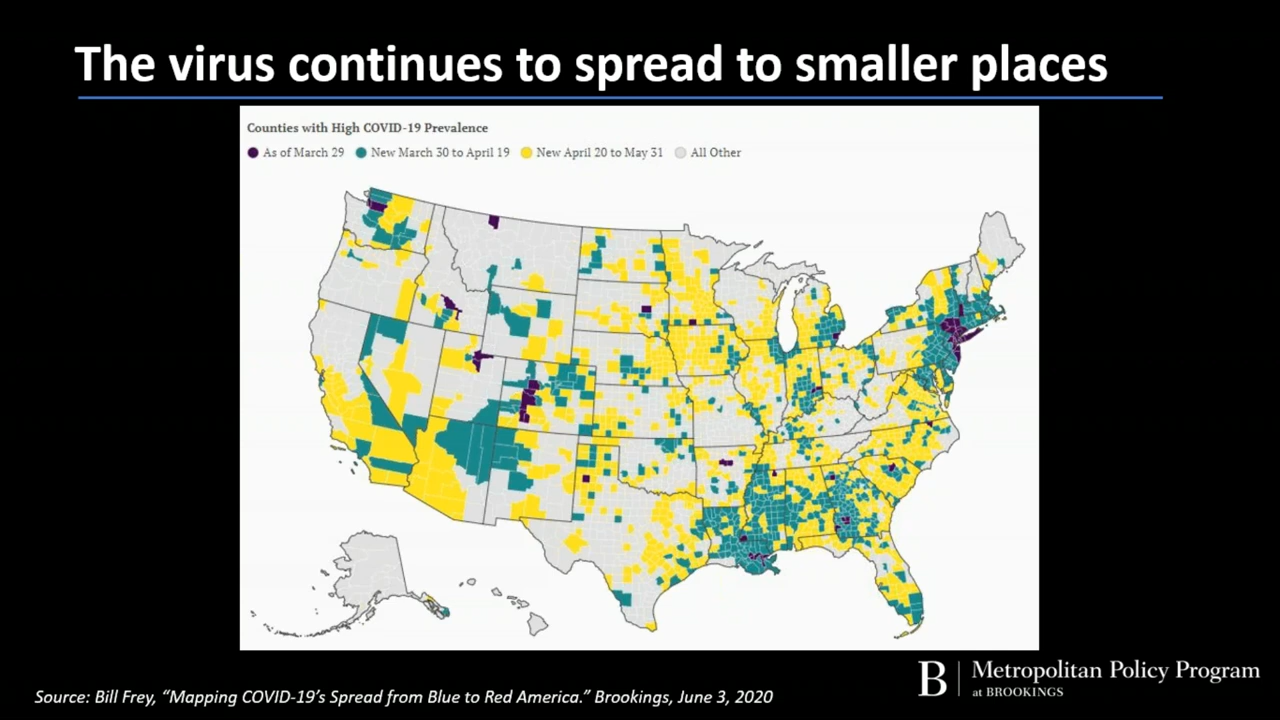 The virus continues to spread to smaller places
Counties with High COVID-19 Prevalence
As of March 29 New March 30 to April 19 New April 20 to May 31 All Other
Source: Bill Frey, “Mapping COVID-19’s Spread from Blue to Red America.” Brookings, June 3, 2020
B Metropolitan Policy Program
at BROOKINGS